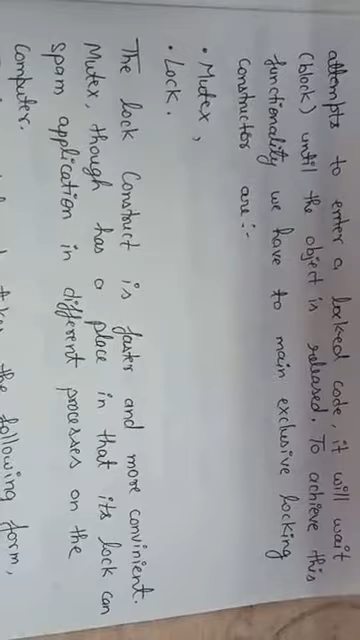 attempts to enter a locked code, it will wait
(block) until the object is released. To achieve this
functionality we have to main exclusive locking
constructor are :-
• Mutex,
• Lock.
The lock construct is faster and more convinient.
Mutex, though has a place in that its lock can
spam application in different processes on the
computer.
the following form,